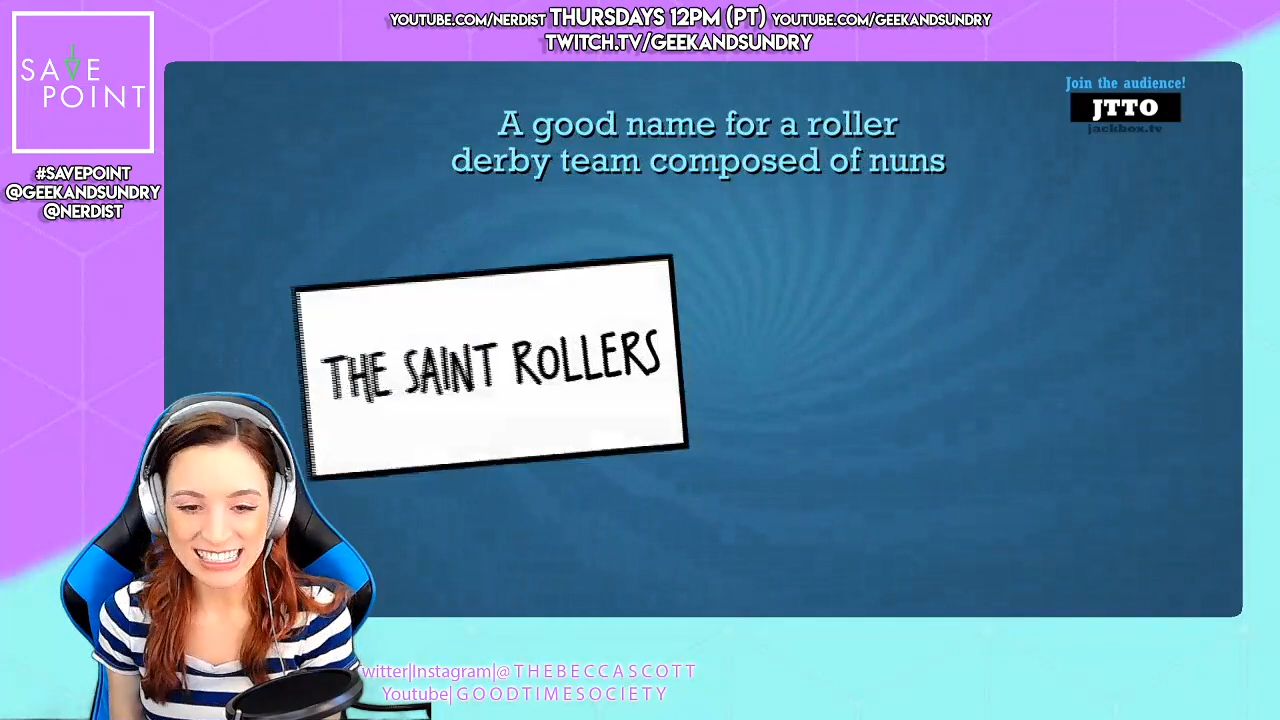 YOUTUBE.COM/NERDIST THURSDAYS 12PM (PT) YOUTUBE.COM/GEEKANDSUNDRY
TWITCH.TV/GEEKANDSUNDRY
SAVE
POINT
#SAVEPOINT
@GEEKANDSUNDRY
@NERDIST
Join the audience!
JTTO
jackbox.tv
A good name for a roller
derby team composed of nuns
THE SAINT ROLLERS
witter|Instagram|@THEBECCASCOTT
Youtube|GOODTIMESOCIETY